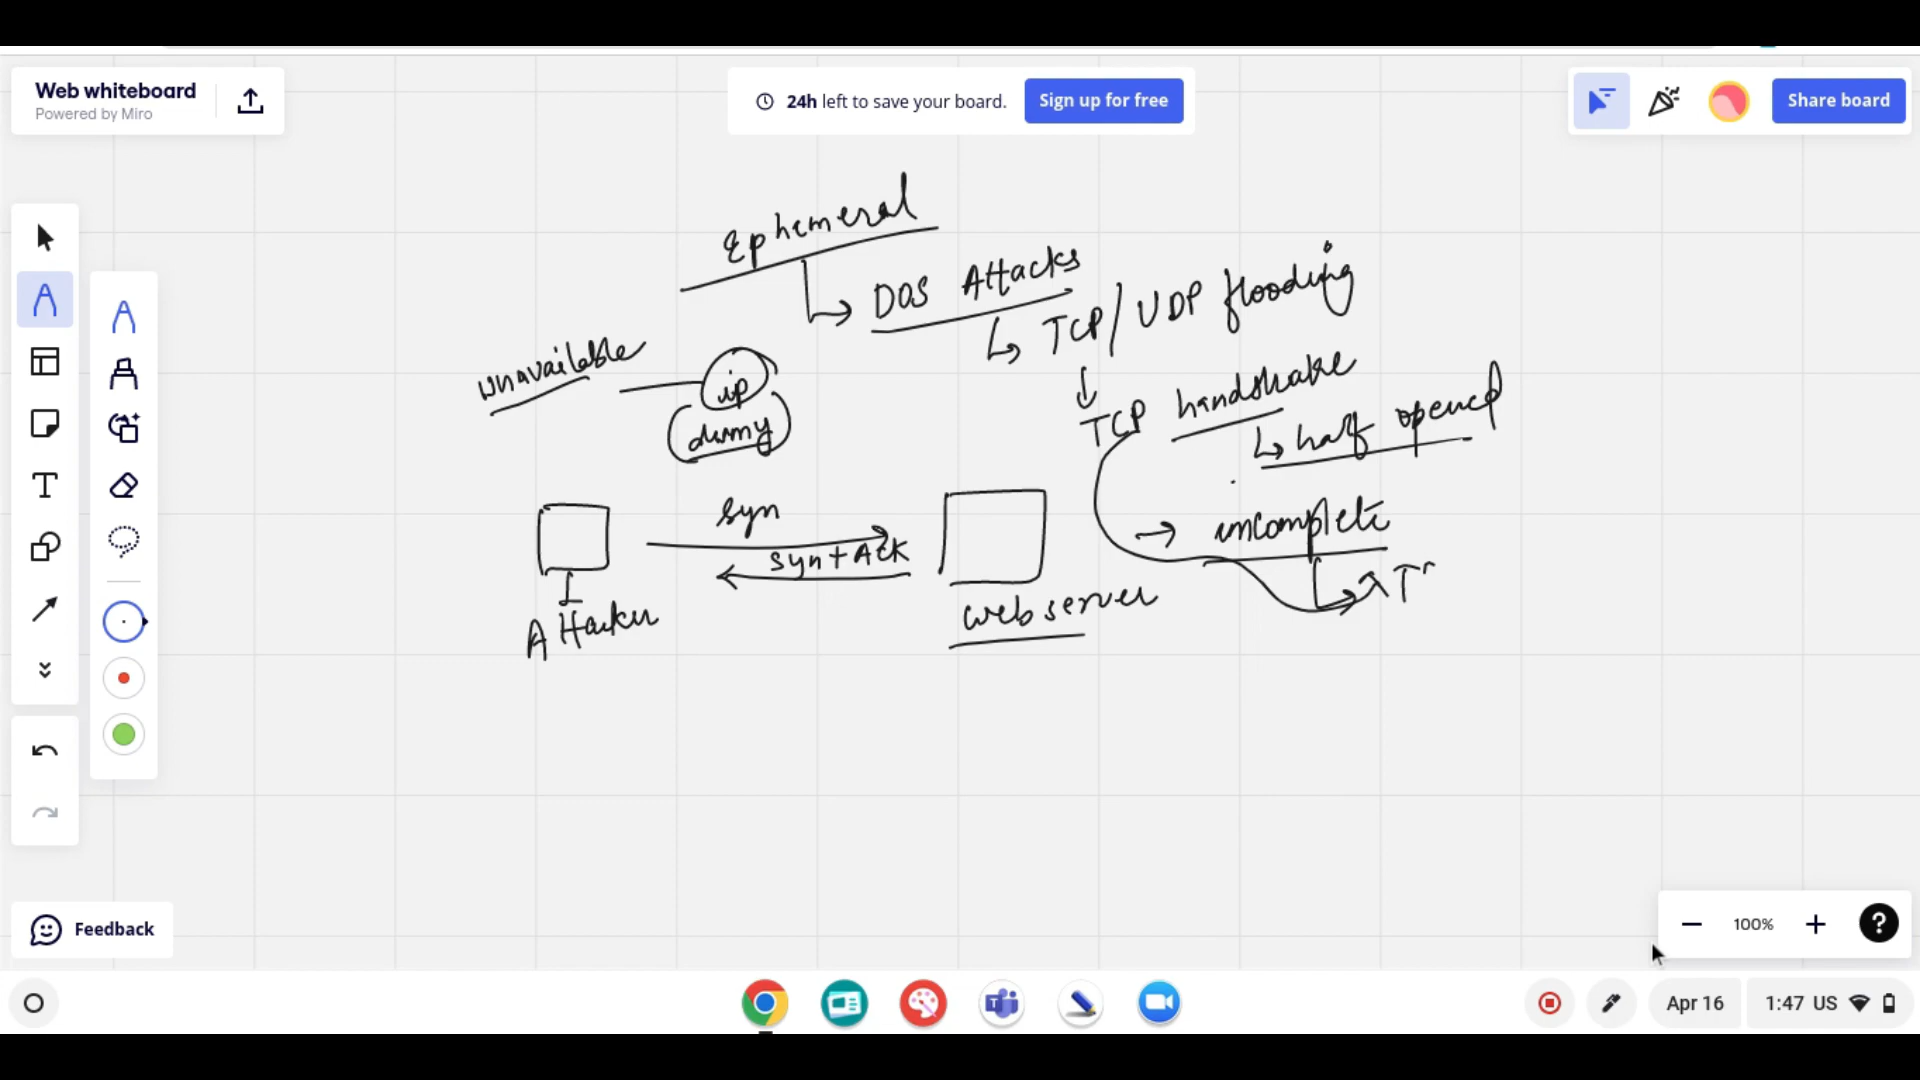 Web whiteboard
Powered by Miro
24h left to save your board.
Sign up for free
Share board
Ephemeral
DOS Attacks
TCP/UDP flooding
unavailable
ip
(dummy)
TCP handshake
half opened
syn
syn+Ack
incomplete
Attacker
web server
T
Feedback
100%
?
Apr 16
1:47 US